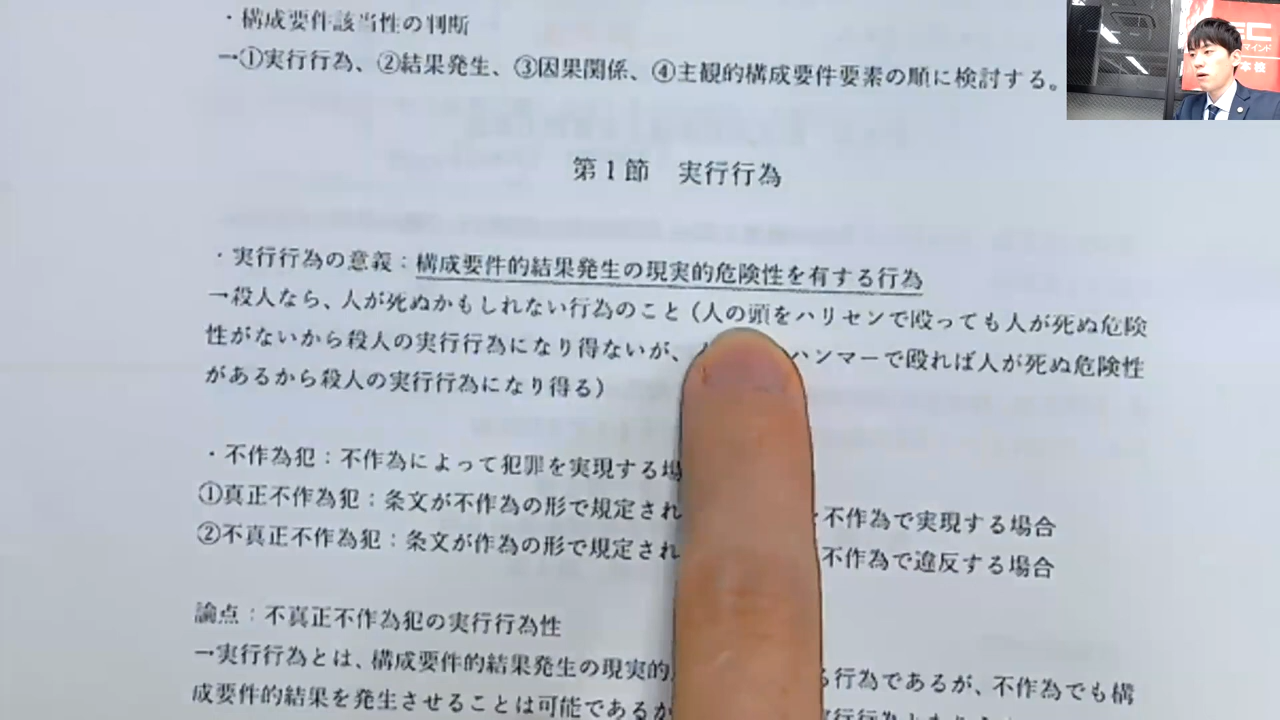 ・構成要件該当性の判断
→①実行行為、②結果発生、③因果関係、④主観的構成要件要素の順に検討する。
第1節 実行行為
・実行行為の意義：構成要件的結果発生の現実的危険性を有する行為
→殺人なら、人が死ぬかもしれない行為のこと（人の頭をハリセンで殴っても人が死ぬ危険
性がないから殺人の実行行為になり得ないが、 ハンマーで殴れば人が死ぬ危険性
があるから殺人の実行行為になり得る）
・不作為犯：不作為によって犯罪を実現する場
①真正不作為犯：条文が不作為の形で規定され 不作為で実現する場合
②不真正不作為犯：条文が作為の形で規定され 不作為で違反する場合
論点：不真正不作為犯の実行行為性
→実行行為とは、構成要件的結果発生の現実的 る行為であるが、不作為でも構
成要件的結果を発生させることは可能であるか
本校